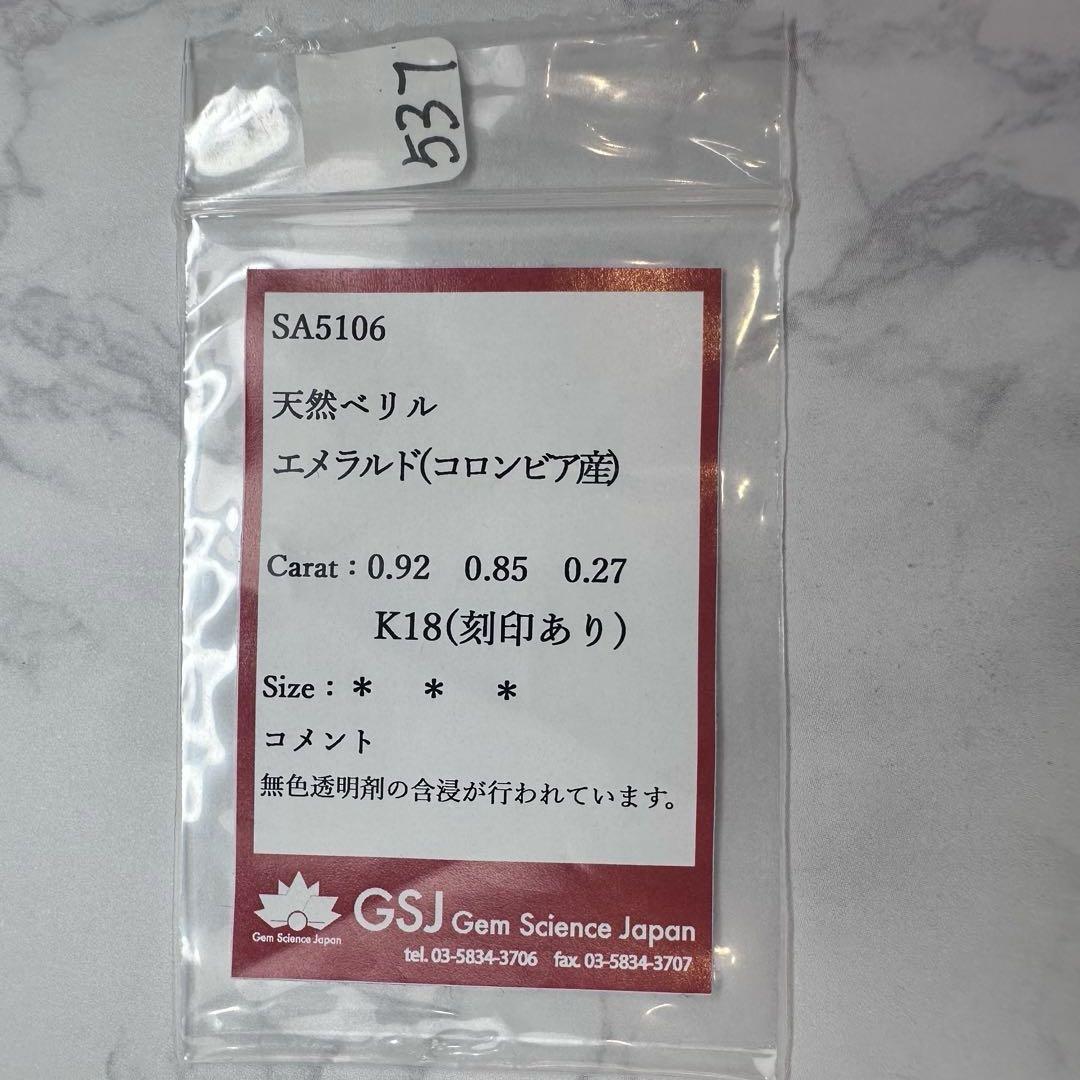 537
SA5106
天然ベリル
エメラルド(コロンビア産)
Carat：0.92 0.85 0.27
K18(刻印あり)
Size：＊ ＊ ＊
コメント
無色透明剤の含浸が行われています。
GSJ Gem Science Japan
Gem Science Japan
tel. 03-5834-3706 fax. 03-5834-3707